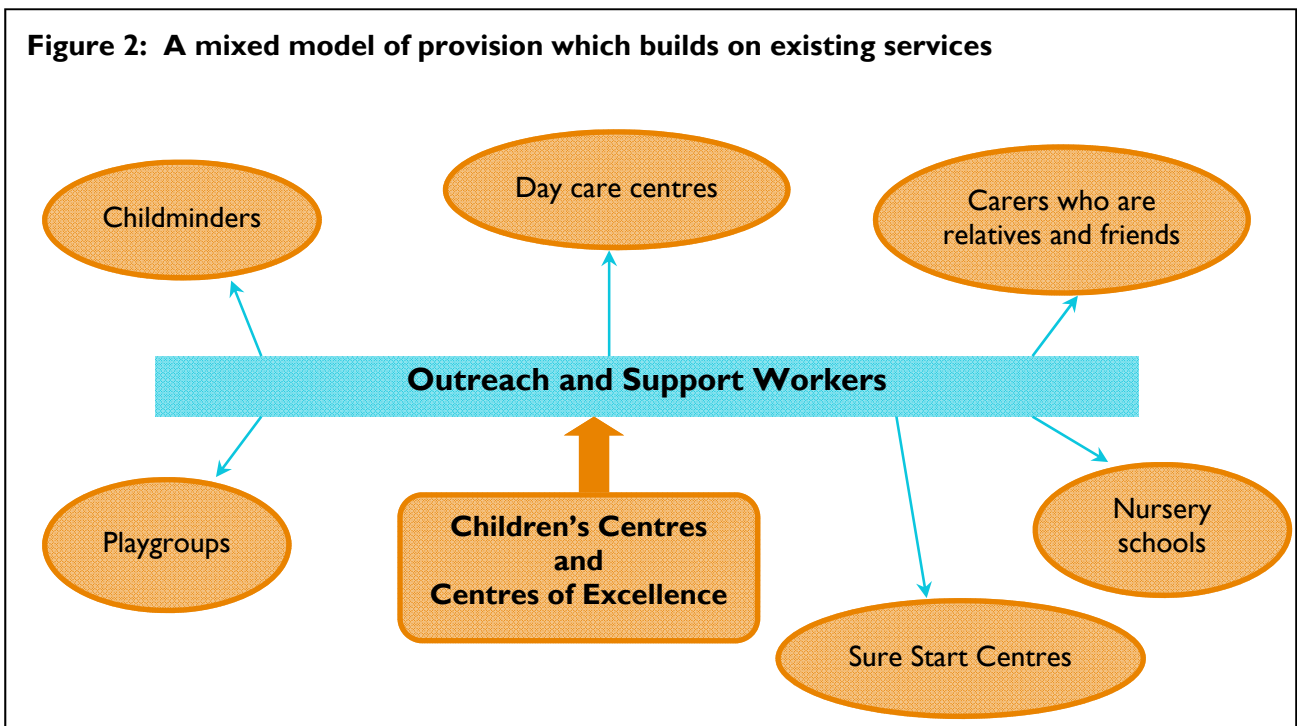 Figure 2: A mixed model of provision which builds on existing services
Childminders
Day care centres
Carers who are
relatives and friends
Outreach and Support Workers
Playgroups
Children's Centres
and
Centres of Excellence
Nursery
schools
Sure Start Centres